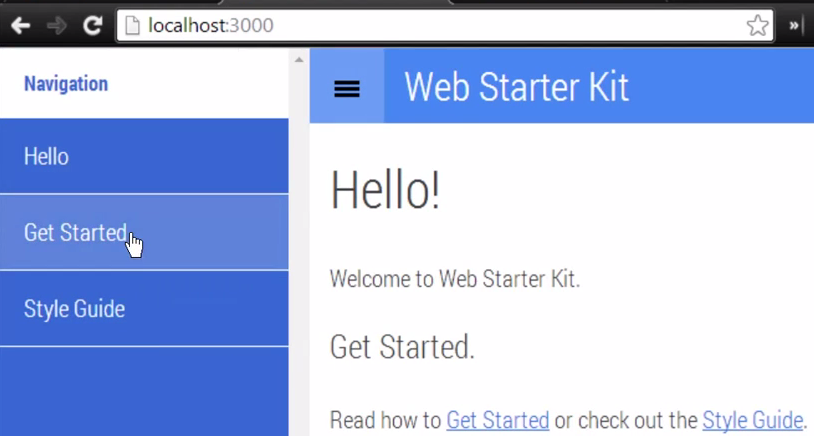 localhost:3000
»
Navigation
Hello
Get Started
Style Guide
Web Starter Kit
Hello!
Welcome to Web Starter Kit.
Get Started.
Read how to Get Started or check out the Style Guide.